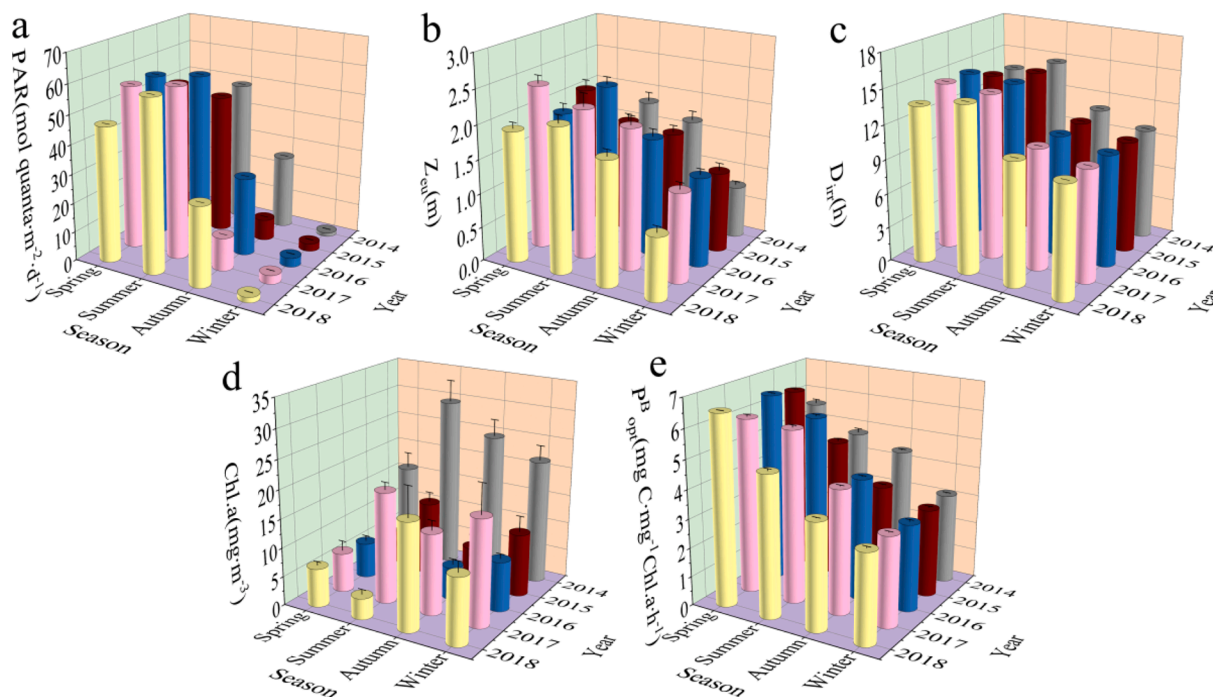 a
PAR(mol quanta·m-2·d-1)
70
60
50
40
30
20
10
0
Spring
Summer
Autumn
Winter
Season
2018
2017
2016
2015
2014
Year
b
Zeu(m)
3.0
2.5
2.0
1.5
1.0
0.5
0.0
Spring
Summer
Autumn
Winter
Season
2018
2017
2016
2015
2014
Year
c
Dirr(h)
18
15
12
9
6
3
0
Spring
Summer
Autumn
Winter
Season
2018
2017
2016
2015
2014
Year
d
Chl.a(mg·m-3)
35
30
25
20
15
10
5
0
Spring
Summer
Autumn
Winter
Season
2018
2017
2016
2015
2014
Year
e
PBopt(mg C·mg-1Chl.a·h-1)
7
6
5
4
3
2
1
0
Spring
Summer
Autumn
Winter
Season
2018
2017
2016
2015
2014
Year